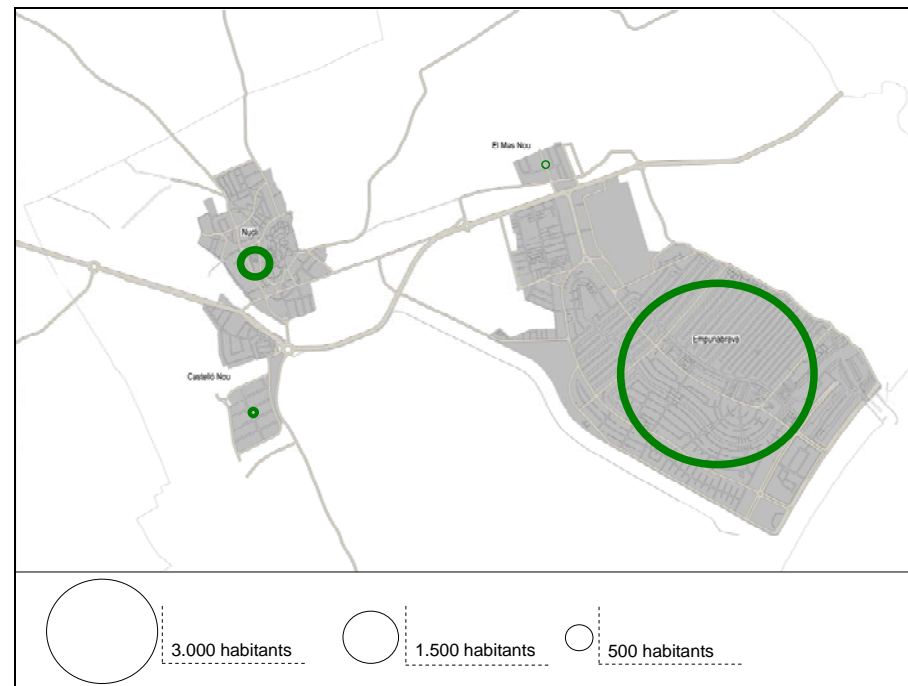 El Mas Nou
Nucli
Empuriabrava
Castelló Nou
3.000 habitants
1.500 habitants
500 habitants